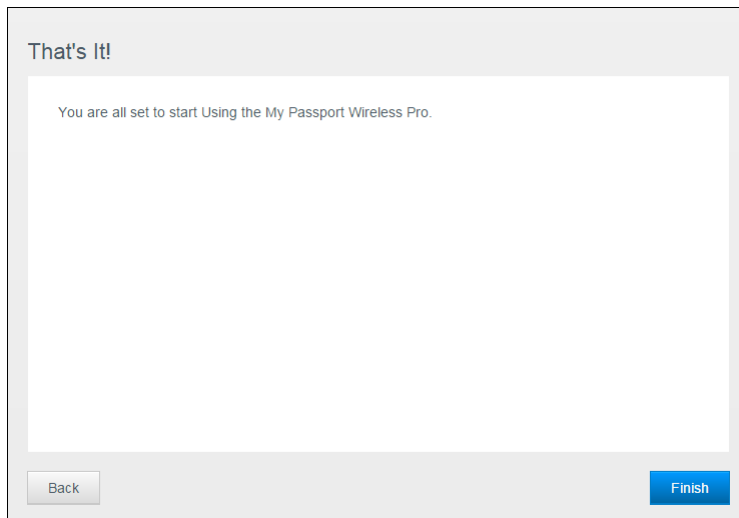 That's It!
You are all set to start Using the My Passport Wireless Pro.
Back
Finish